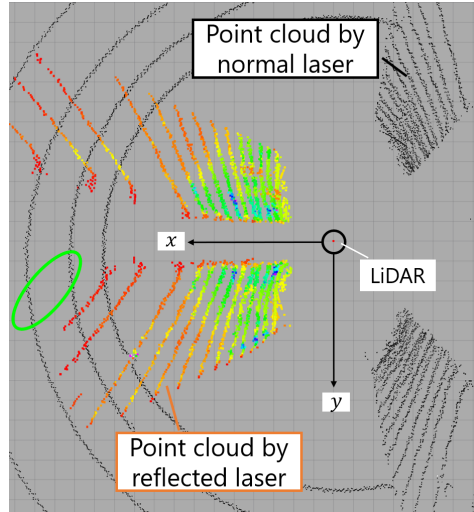 Point cloud by
normal laser
x
LiDAR
y
Point cloud by
reflected laser